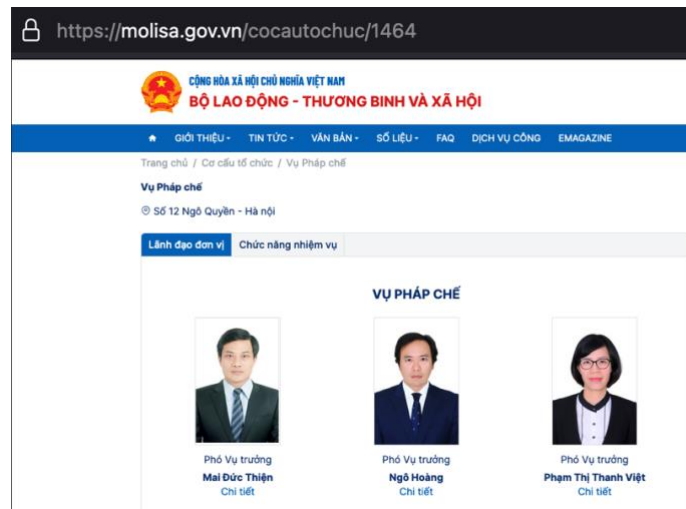 https://molisa.gov.vn/cocautochuc/1464
CỘNG HÒA XÃ HỘI CHỦ NGHĨA VIỆT NAM
BỘ LAO ĐỘNG - THƯƠNG BINH VÀ XÃ HỘI
GIỚI THIỆU TIN TỨC VĂN BẢN SỐ LIỆU FAQ DỊCH VỤ CÔNG EMAGAZINE
Trang chủ / Cơ cấu tổ chức / Vụ Pháp chế
Vụ Pháp chế
Số 12 Ngô Quyền - Hà nội
Lãnh đạo đơn vị Chức năng nhiệm vụ
VỤ PHÁP CHẾ
Phó Vụ trưởng Phó Vụ trưởng Phó Vụ trưởng
Mai Đức Thiện Ngô Hoàng Phạm Thị Thanh Việt
Chi tiết Chi tiết Chi tiết